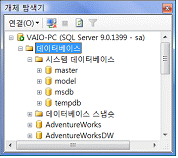 개체 탐색기
연결(O)
VAIO-PC (SQL Server 9.0.1399 - sa)
데이터베이스
시스템 데이터베이스
master
model
msdb
tempdb
데이터베이스 스냅숏
AdventureWorks
AdventureWorksDW